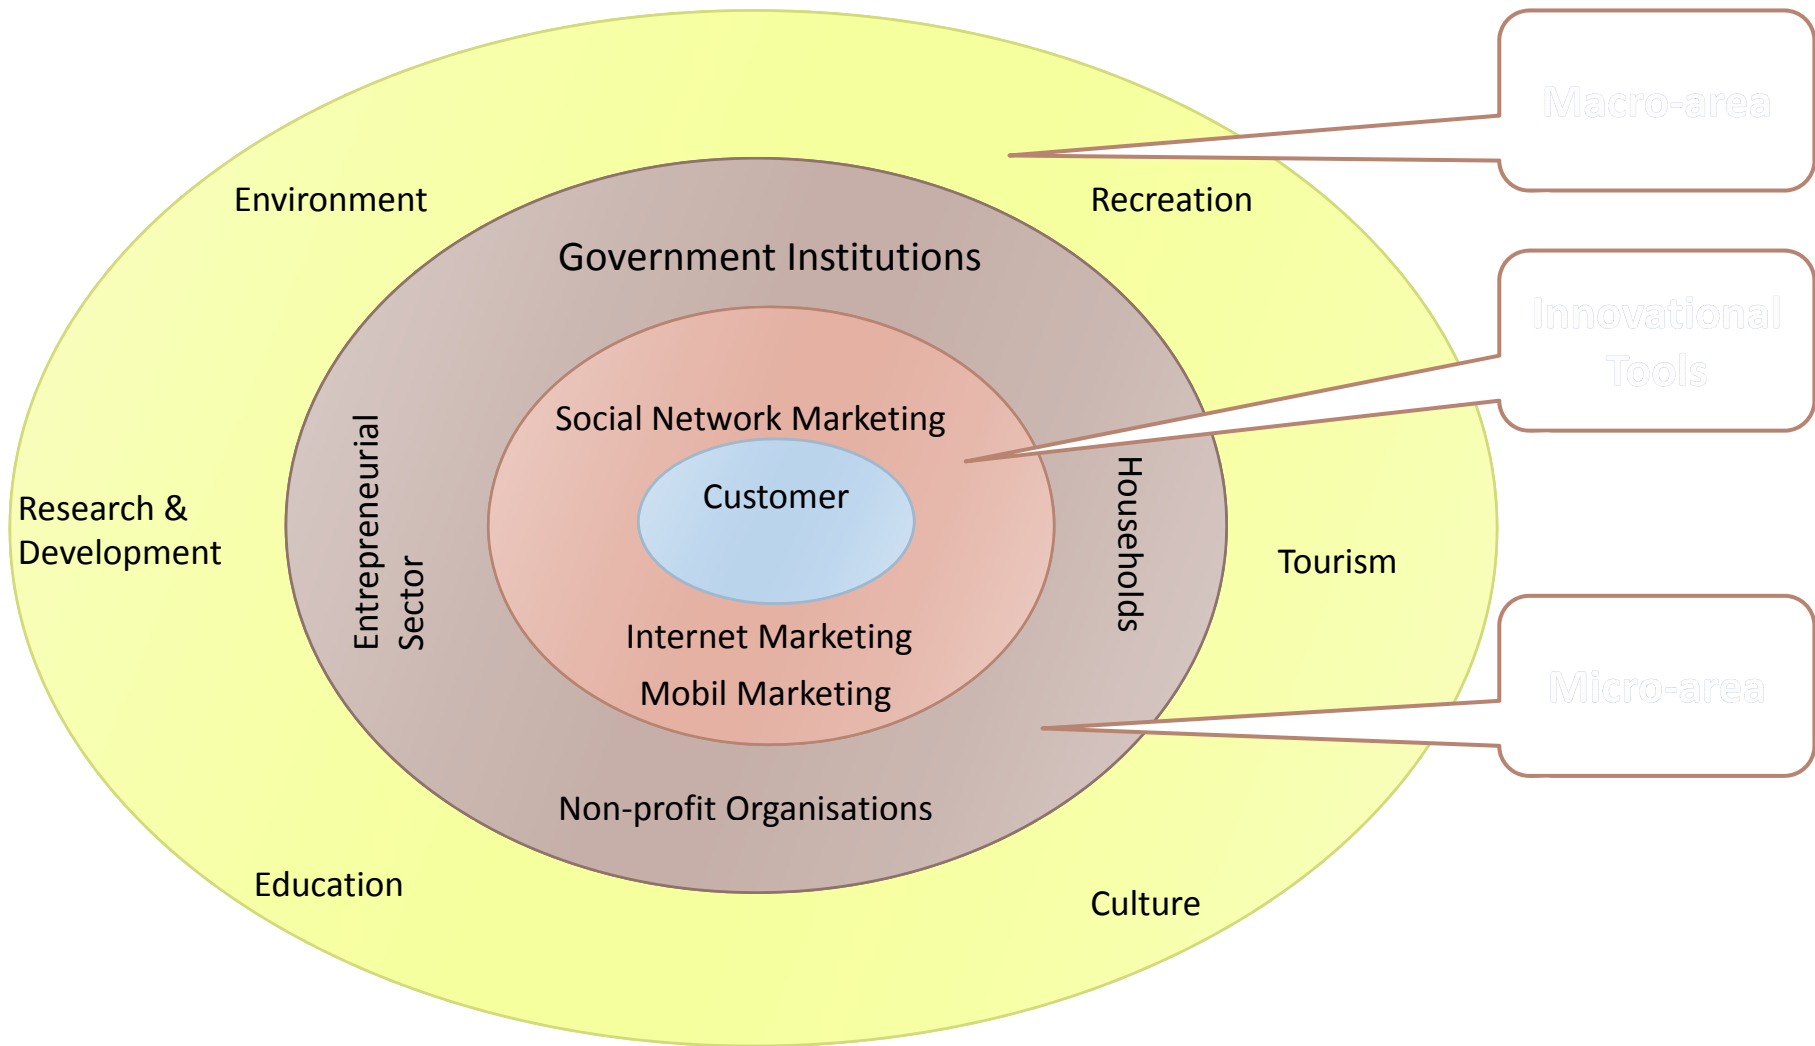 Macro-area
Environment
Recreation
Government Institutions
Innovational
Tools
Social Network Marketing
Customer
Entrepreneurial
Sector
Households
Research &
Development
Tourism
Internet Marketing
Mobil Marketing
Micro-area
Non-profit Organisations
Education
Culture